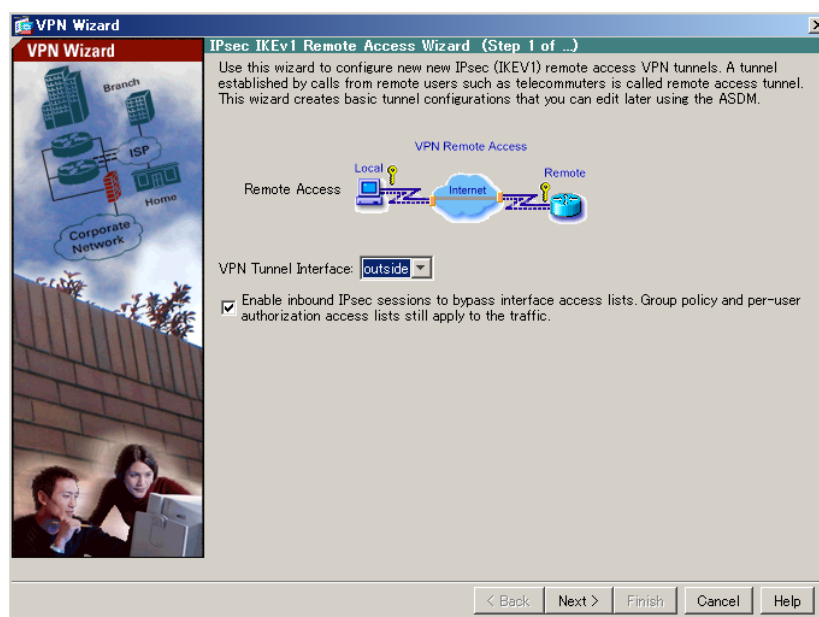 VPN Wizard
VPN Wizard
Branch
ISP
Home
Corporate
Network
IPsec IKEv1 Remote Access Wizard (Step 1 of ...)
Use this wizard to configure new new IPsec (IKEV1) remote access VPN tunnels. A tunnel
established by calls from remote users such as telecommuters is called remote access tunnel.
This wizard creates basic tunnel configurations that you can edit later using the ASDM.
VPN Remote Access
Local
Remote
Remote Access
Internet
VPN Tunnel Interface: outside
Enable inbound IPsec sessions to bypass interface access lists. Group policy and per-user
authorization access lists still apply to the traffic.
< Back
Next >
Finish
Cancel
Help